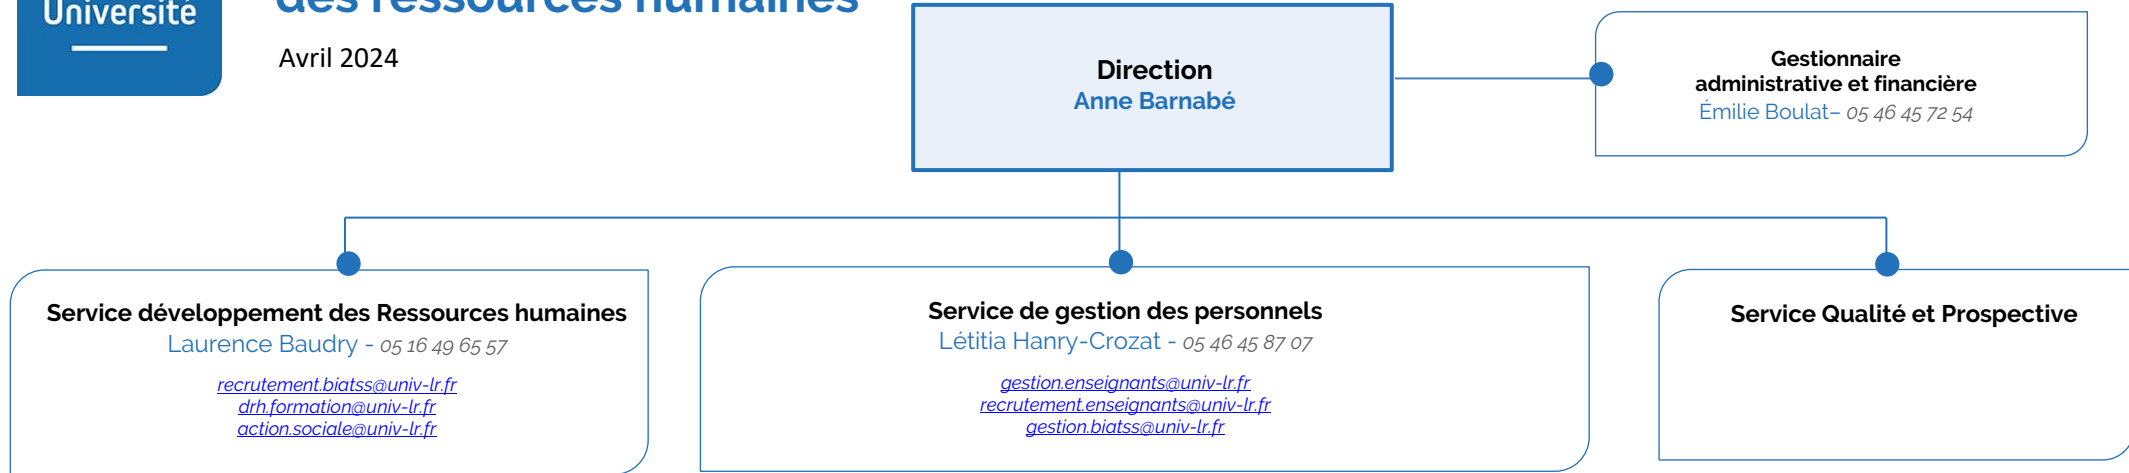 Université
des ressources humaines
Avril 2024
Direction
Anne Barnabé
Gestionnaire
administrative et financière
Émilie Boulat– 05 46 45 72 54
Service développement des Ressources humaines
Laurence Baudry - 05 16 49 65 57
recrutement.biatss@univ-lr.fr
drh.formation@univ-lr.fr
action.sociale@univ-lr.fr
Service de gestion des personnels
Létitia Hanry-Crozat - 05 46 45 87 07
gestion.enseignants@univ-lr.fr
recrutement.enseignants@univ-lr.fr
gestion.biatss@univ-lr.fr
Service Qualité et Prospective